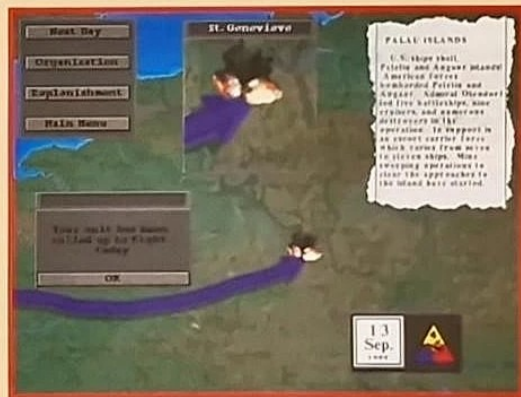 Next Day
Organization
Replenishment
Main Menu
St. Genevieve
Your unit has been
called up to fight
today
OK
PALAU ISLANDS
U.S. ships shell
Peleliu and Angaur islands!
American forces
bombarded Peleliu and
Angaur. Admiral Olendorf
led five battleships, nine
cruisers, and numerous
destroyers in the
operation. In support is
an escort carrier force
which varies from seven
to eleven ships. Mine
sweeping operations to
clear the approaches to
the island have started.
13
Sep.
4